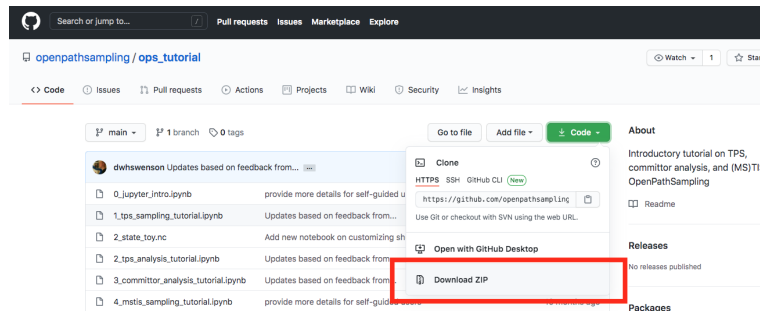 Search or jump to... /
Pull requests Issues Marketplace Explore
openpathsampling / ops_tutorial
Watch 1
<> Code Issues Pull requests Actions Projects Wiki Security Insights
main 1 branch 0 tags
Go to file Add file Code
About
Introductory tutorial on TPS,
committor analysis, and (MS)TI
OpenPathSampling
Readme
Releases
No releases published
Packages
dwhswenson Updates based on feedback from... ...
0_jupyter_intro.ipynb provide more details for self-guided
1_tps_sampling_tutorial.ipynb Updates based on feedback from...
2_state_toy.nc Add new notebook on customizing
2_tps_analysis_tutorial.ipynb Updates based on feedback from
3_committor_analysis_tutorial.ipynb Updates based on feedback from
4_mstis_sampling_tutorial.ipynb provide more details for self-guided
Clone ?
HTTPS SSH GitHub CLI New
https://github.com/openpathsampling
Use Git or checkout with SVN using the web URL.
Open with GitHub Desktop
Download ZIP